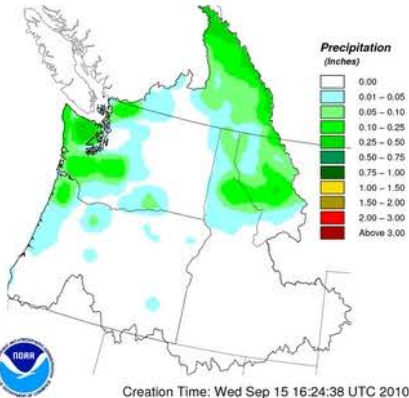 Precipitation
(Inches)
0.00
0.01 – 0.05
0.05 – 0.10
0.10 – 0.25
0.25 – 0.50
0.50 – 0.75
0.75 – 1.00
1.00 – 1.50
1.50 – 2.00
2.00 – 3.00
Above 3.00
NOAA
Creation Time: Wed Sep 15 16:24:38 UTC 2010